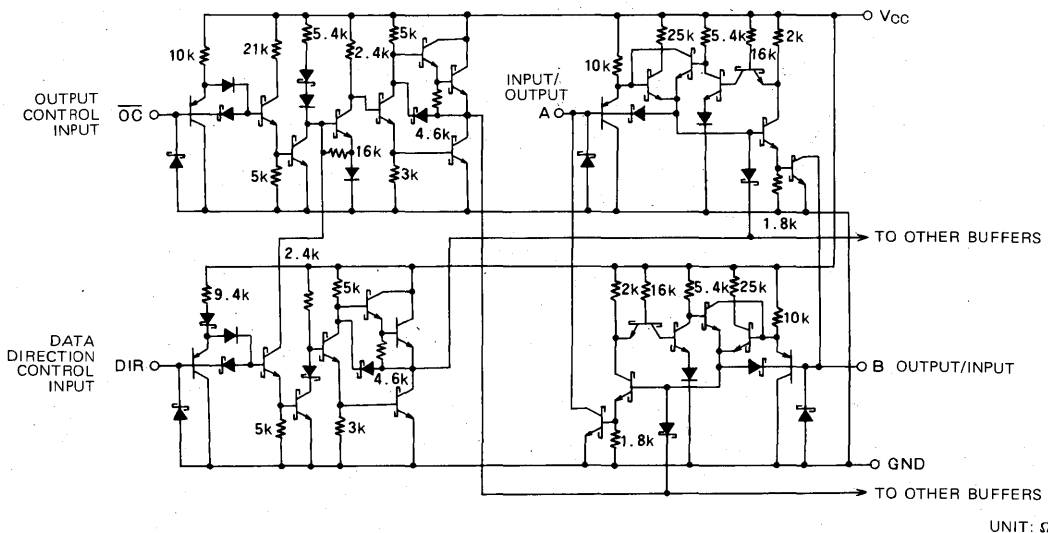 VCC
10k
21k
5.4k
2.4k
5k
25k
5.4k
2k
16k
10k
OUTPUT
CONTROL
INPUT
OC
INPUT/
OUTPUT
A
4.6k
16k
5k
3k
1.8k
TO OTHER BUFFERS
2.4k
9.4k
5k
2k
16k
5.4k
25k
10k
DATA
DIRECTION
CONTROL
INPUT
DIR
4.6k
B OUTPUT/INPUT
5k
3k
1.8k
GND
TO OTHER BUFFERS
UNIT: Ω